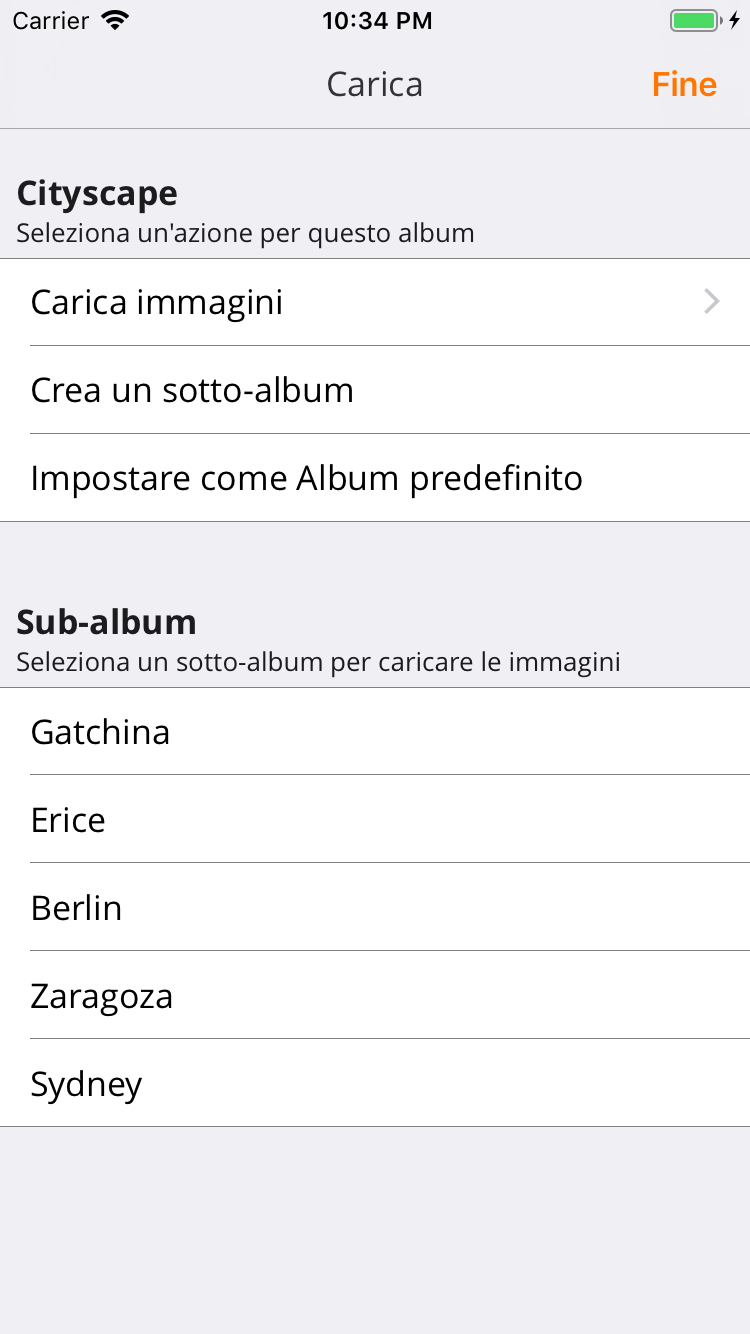 Carrier 10:34 PM
Carica Fine
Cityscape
Seleziona un'azione per questo album
Carica immagini
Crea un sotto-album
Impostare come Album predefinito
Sub-album
Seleziona un sotto-album per caricare le immagini
Gatchina
Erice
Berlin
Zaragoza
Sydney